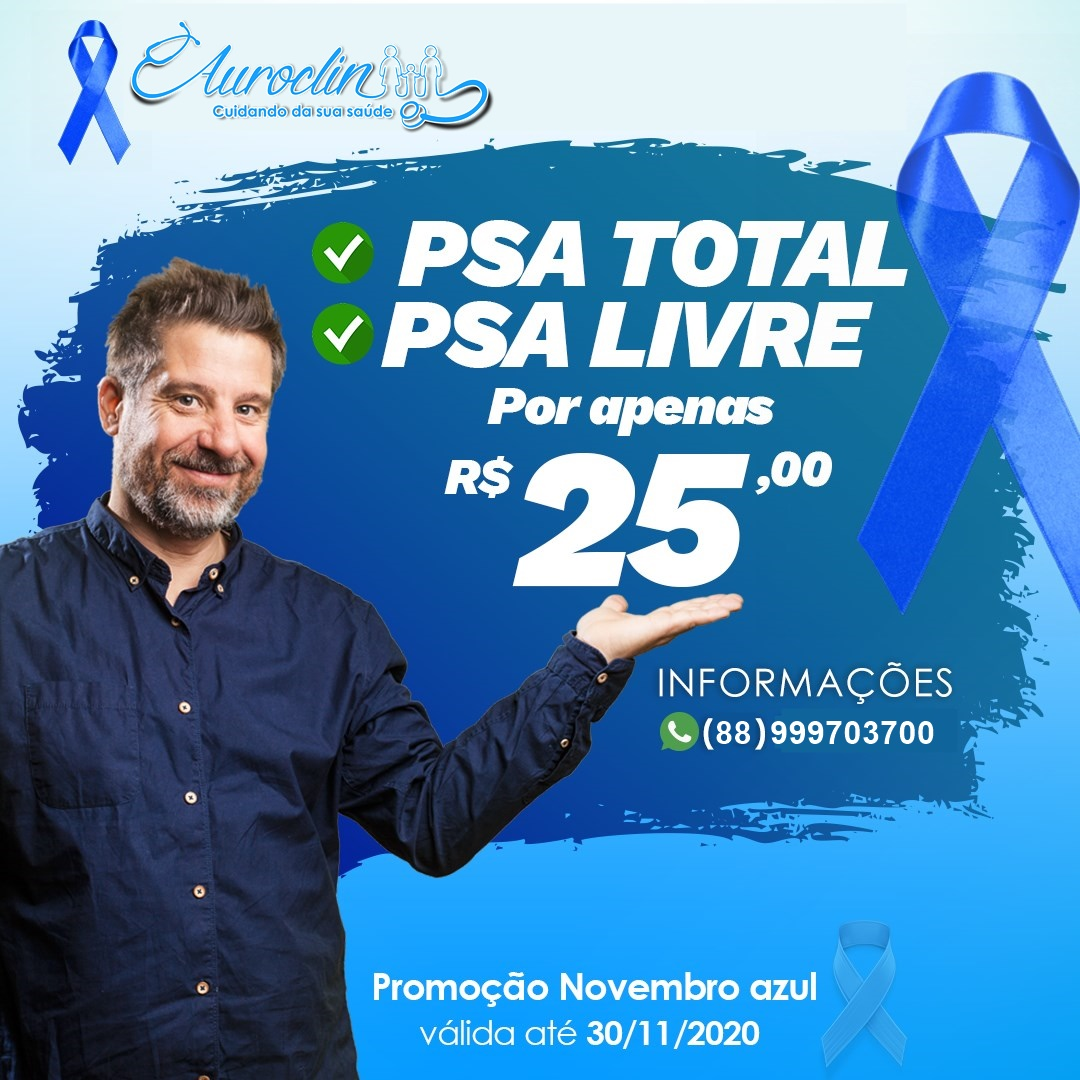 Auroclin
Cuidando da sua saúde
PSA TOTAL
PSA LIVRE
Por apenas
R$ 25,00
INFORMAÇÕES
(88)999703700
Promoção Novembro azul
válida até 30/11/2020